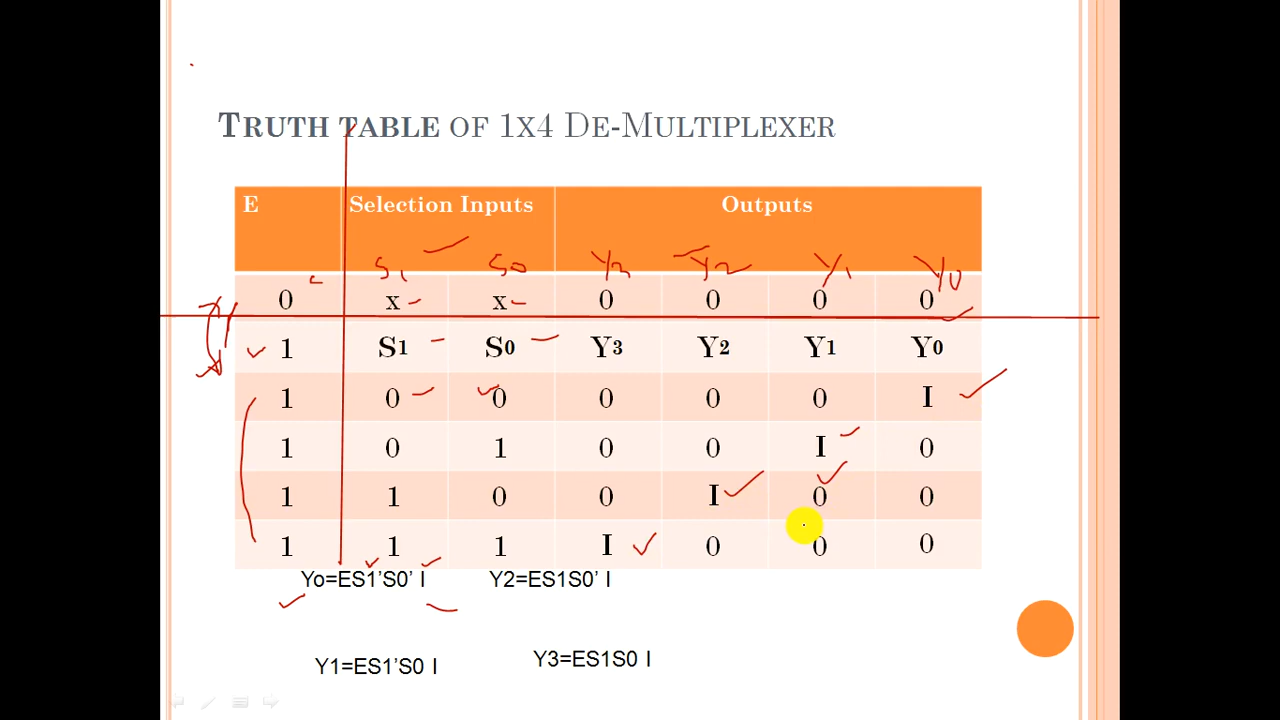 TRUTH TABLE OF 1X4 DE-MULTIPLEXER
E Selection Inputs Outputs
S1 S0 Y3 Y2 Y1 Y0
0 x x 0 0 0 0
1 S1 S0 Y3 Y2 Y1 Y0
1 0 0 0 0 0 I
1 0 1 0 0 I 0
1 1 0 0 I 0 0
1 1 1 I 0 0 0
Yo=ES1’S0’ I Y2=ES1S0’ I
Y1=ES1’S0 I Y3=ES1S0 I